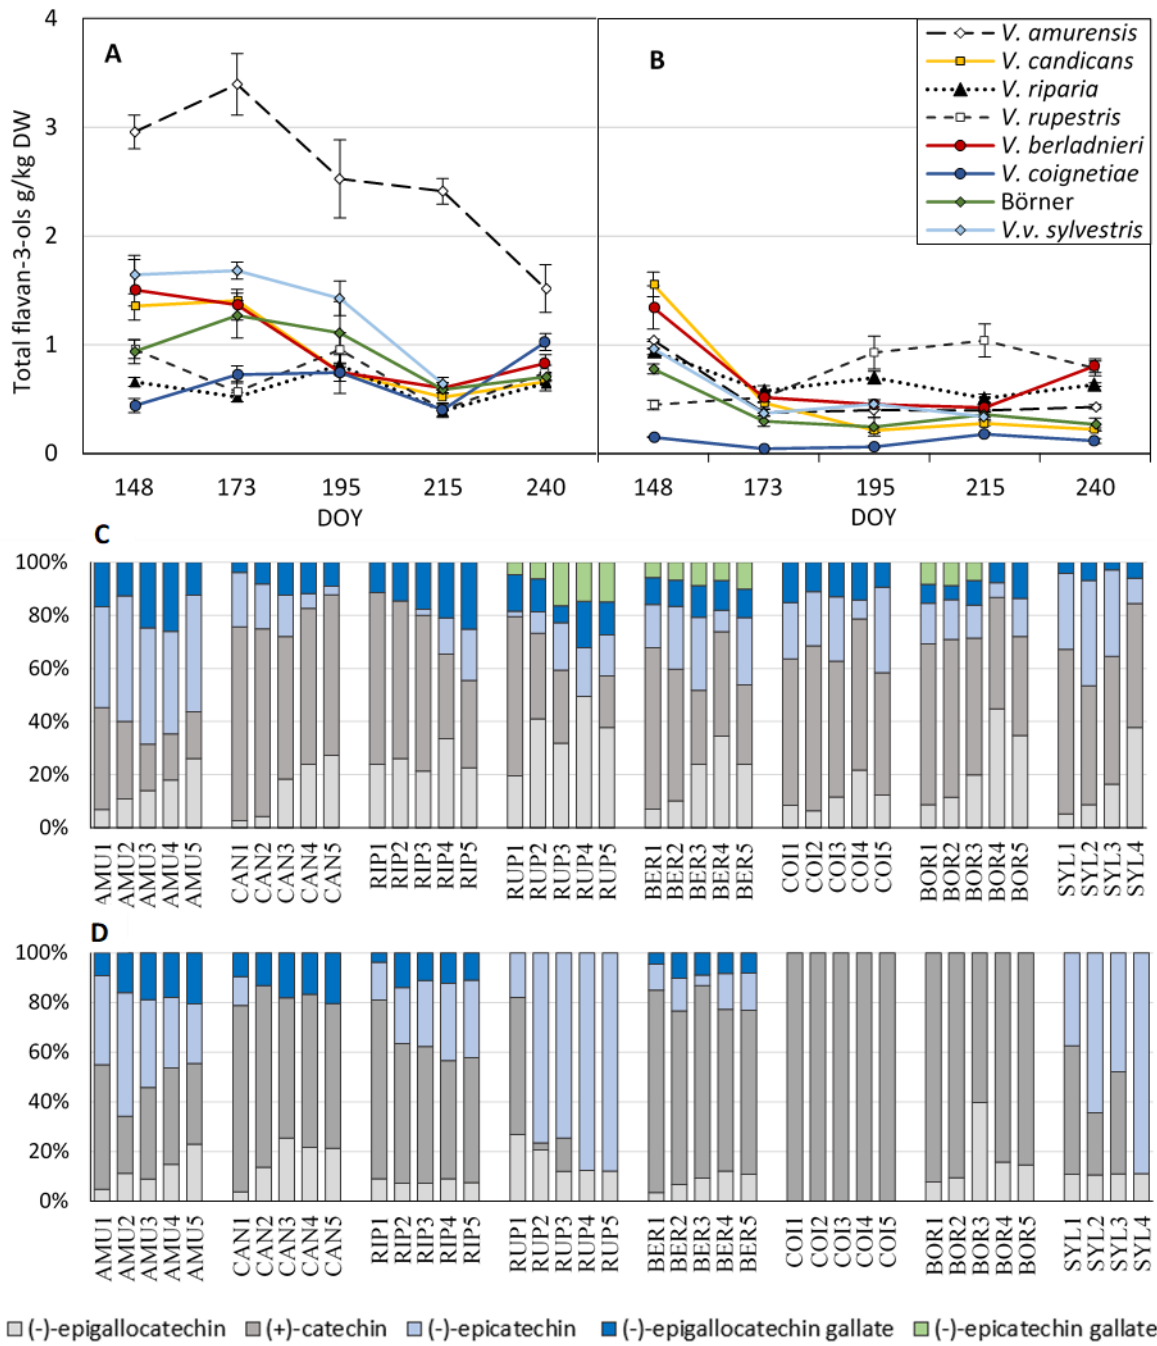 A
B
Total flavan-3-ols g/kg DW
4
3
2
1
0
148 173 195 215 240
DOY
148 173 195 215 240
DOY
V. amurensis
V. candicans
V. riparia
V. rupestris
V. berladnieri
V. coignetiae
Börner
V.v. sylvestris
C
100%
80%
60%
40%
20%
0%
AMU1 AMU2 AMU3 AMU4 AMU5 CAN1 CAN2 CAN3 CAN4 CAN5 RIP1 RIP2 RIP3 RIP4 RIP5 RUP1 RUP2 RUP3 RUP4 RUP5 BER1 BER2 BER3 BER4 BER5 COI1 COI2 COI3 COI4 COI5 BOR1 BOR2 BOR3 BOR4 BOR5 SYL1 SYL2 SYL3 SYL4
D
100%
80%
60%
40%
20%
0%
AMU1 AMU2 AMU3 AMU4 AMU5 CAN1 CAN2 CAN3 CAN4 CAN5 RIP1 RIP2 RIP3 RIP4 RIP5 RUP1 RUP2 RUP3 RUP4 RUP5 BER1 BER2 BER3 BER4 BER5 COI1 COI2 COI3 COI4 COI5 BOR1 BOR2 BOR3 BOR4 BOR5 SYL1 SYL2 SYL3 SYL4
(-)-epigallocatechin (+)-catechin (-)-epicatechin (-)-epigallocatechin gallate (-)-epicatechin gallate